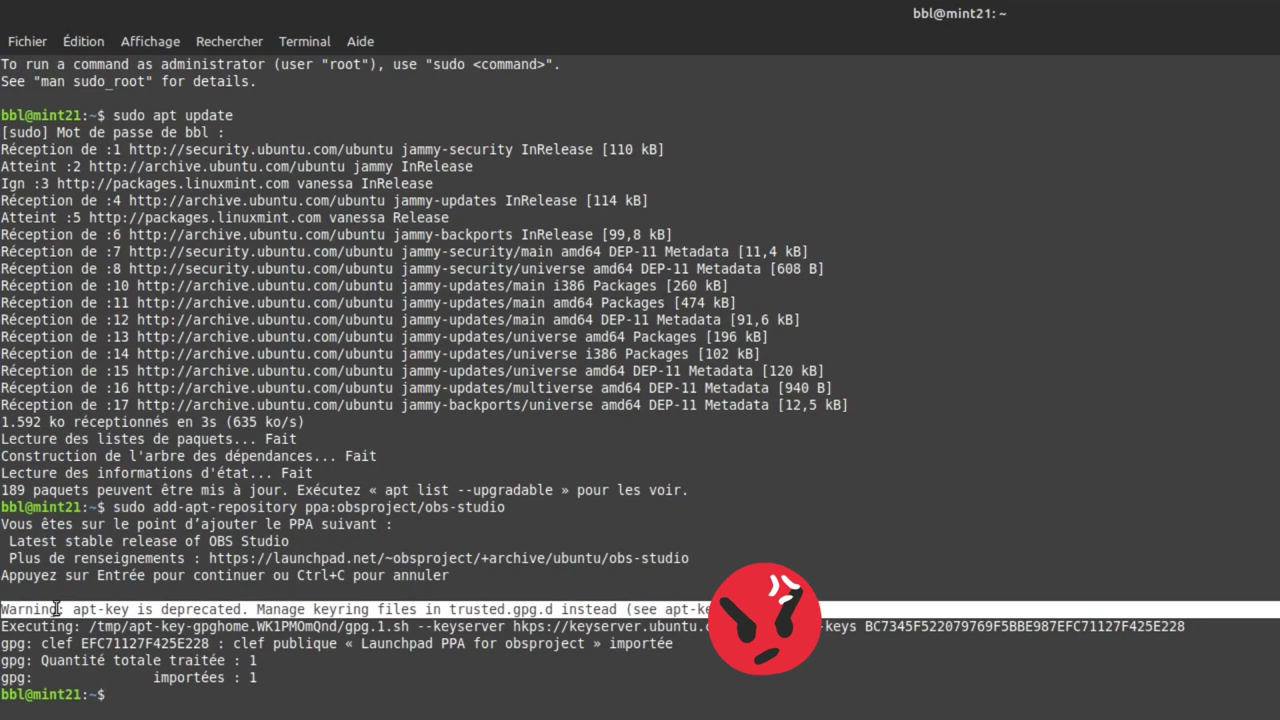 bbl@mint21: ~
Fichier Édition Affichage Rechercher Terminal Aide
To run a command as administrator (user "root"), use "sudo <command>".
See "man sudo_root" for details.
bbl@mint21:~$ sudo apt update
[sudo] Mot de passe de bbl :
Réception de :1 http://security.ubuntu.com/ubuntu jammy-security InRelease [110 kB]
Atteint :2 http://archive.ubuntu.com/ubuntu jammy InRelease
Ign :3 http://packages.linuxmint.com vanessa InRelease
Réception de :4 http://archive.ubuntu.com/ubuntu jammy-updates InRelease [114 kB]
Atteint :5 http://packages.linuxmint.com vanessa Release
Réception de :6 http://archive.ubuntu.com/ubuntu jammy-backports InRelease [99,8 kB]
Réception de :7 http://security.ubuntu.com/ubuntu jammy-security/main amd64 DEP-11 Metadata [11,4 kB]
Réception de :8 http://security.ubuntu.com/ubuntu jammy-security/universe amd64 DEP-11 Metadata [608 B]
Réception de :10 http://archive.ubuntu.com/ubuntu jammy-updates/main i386 Packages [260 kB]
Réception de :11 http://archive.ubuntu.com/ubuntu jammy-updates/main amd64 Packages [474 kB]
Réception de :12 http://archive.ubuntu.com/ubuntu jammy-updates/main amd64 DEP-11 Metadata [91,6 kB]
Réception de :13 http://archive.ubuntu.com/ubuntu jammy-updates/universe amd64 Packages [196 kB]
Réception de :14 http://archive.ubuntu.com/ubuntu jammy-updates/universe i386 Packages [102 kB]
Réception de :15 http://archive.ubuntu.com/ubuntu jammy-updates/universe amd64 DEP-11 Metadata [120 kB]
Réception de :16 http://archive.ubuntu.com/ubuntu jammy-updates/multiverse amd64 DEP-11 Metadata [940 B]
Réception de :17 http://archive.ubuntu.com/ubuntu jammy-backports/universe amd64 DEP-11 Metadata [12,5 kB]
1.592 ko réceptionnés en 3s (635 ko/s)
Lecture des listes de paquets... Fait
Construction de l'arbre des dépendances... Fait
Lecture des informations d'état... Fait
189 paquets peuvent être mis à jour. Exécutez « apt list --upgradable » pour les voir.
bbl@mint21:~$ sudo add-apt-repository ppa:obsproject/obs-studio
Vous êtes sur le point d’ajouter le PPA suivant :
Latest stable release of OBS Studio
Plus de renseignements : https://launchpad.net/~obsproject/+archive/ubuntu/obs-studio
Appuyez sur Entrée pour continuer ou Ctrl+C pour annuler
Warning: apt-key is deprecated. Manage keyring files in trusted.gpg.d instead (see
Executing: /tmp/apt-key-gpghome.WK1PMOmQnd/gpg.1.sh --keyserver hkps://keyserver.ubuntu. -keys BC7345F522079769F5BBE987EFC71127F425E228
gpg: clef EFC71127F425E228 : clef publique « Launchpad PPA for obsproject » importée
gpg: Quantité totale traitée : 1
gpg: importées : 1
bbl@mint21:~$